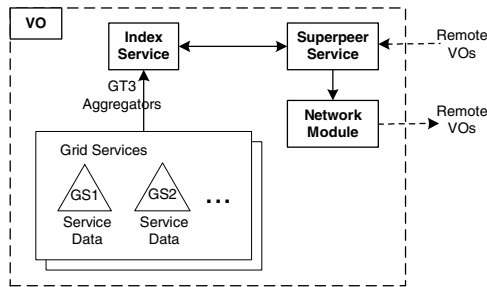 VO
Index
Service
Superpeer
Service
Remote
VOs
GT3
Aggregators
Network
Module
Remote
VOs
Grid Services
GS1
GS2
...
Service
Data
Service
Data